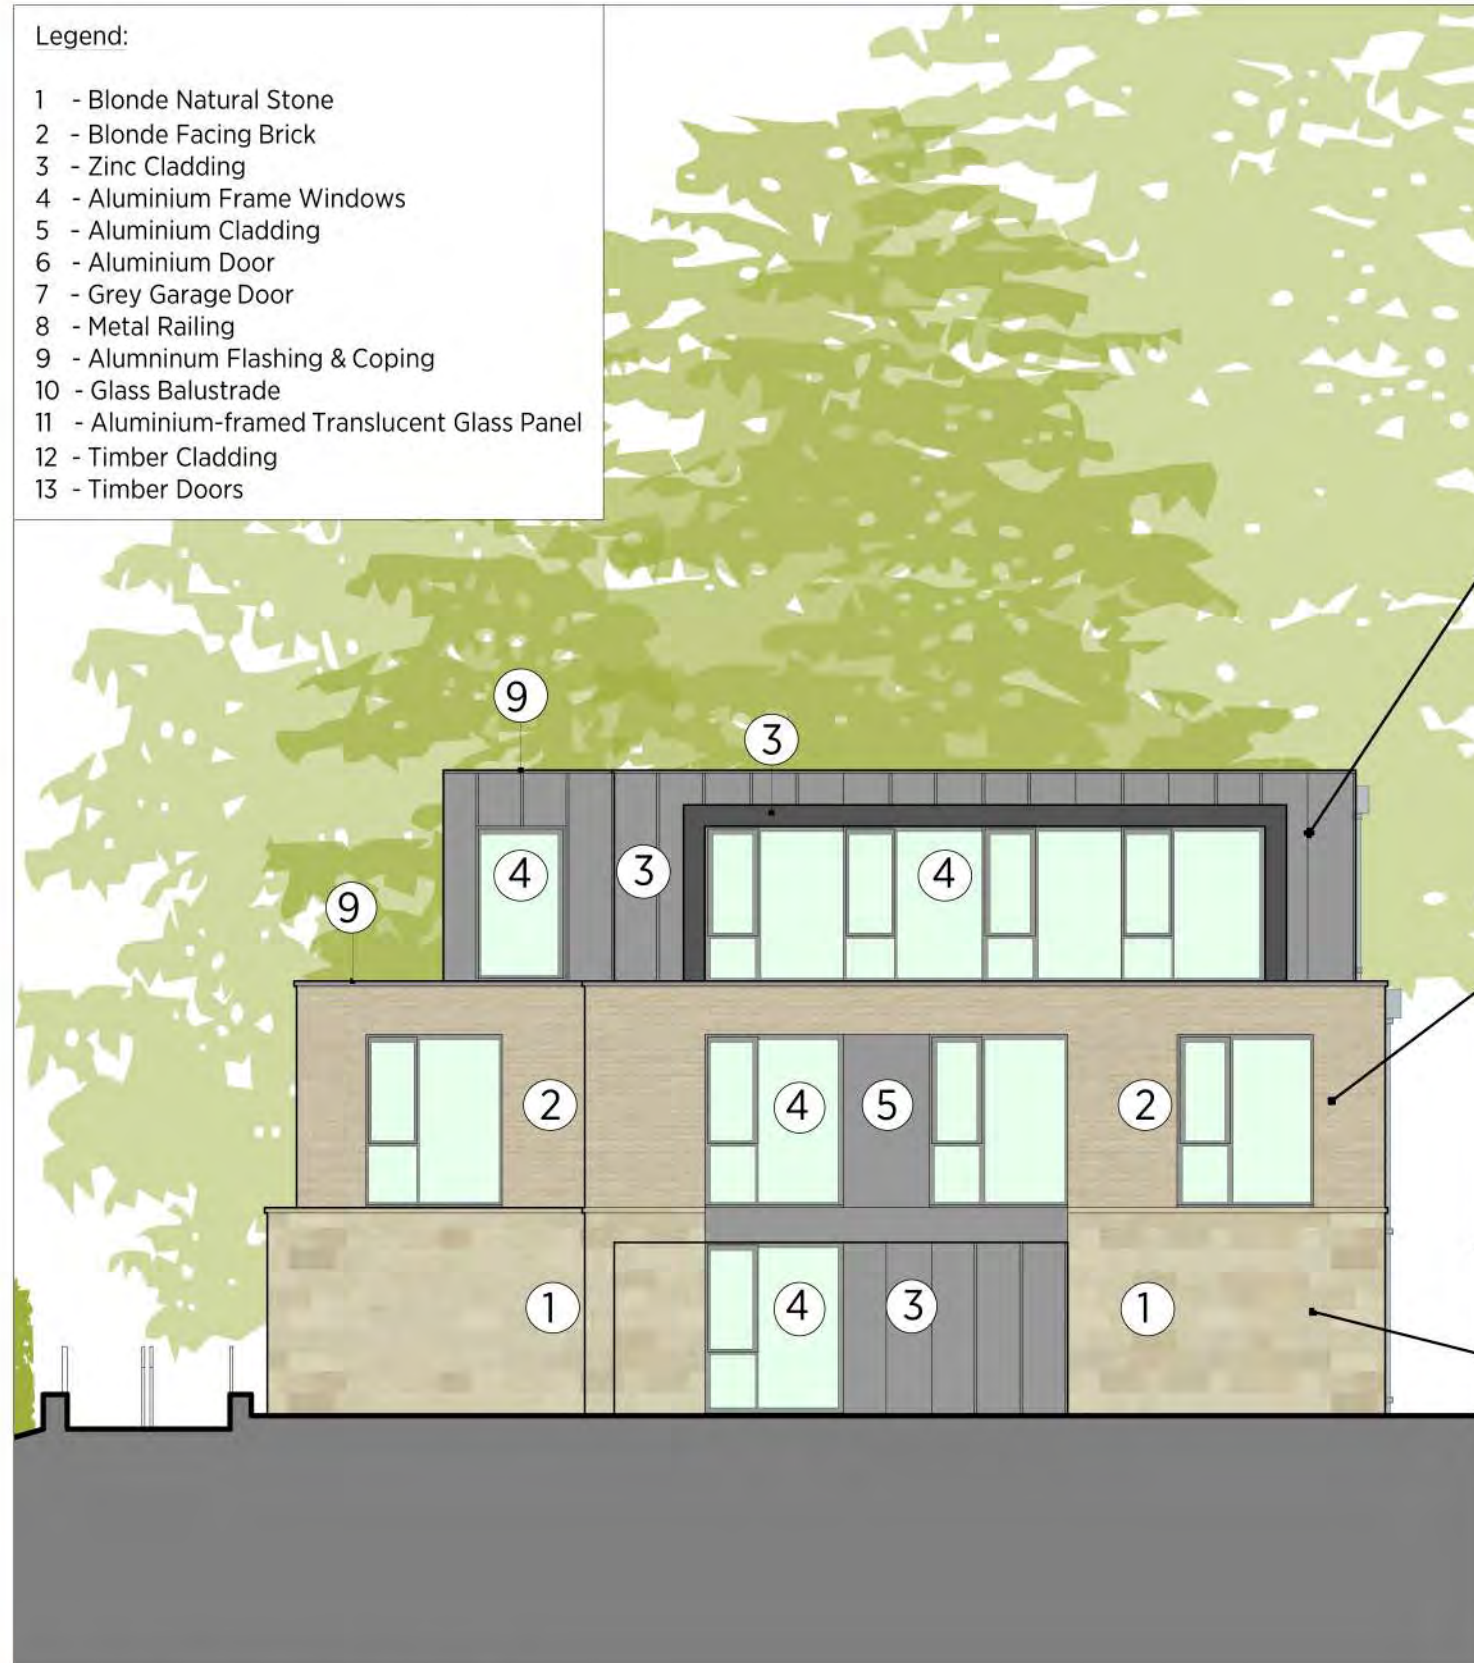 Legend:
1 - Blonde Natural Stone
2 - Blonde Facing Brick
3 - Zinc Cladding
4 - Aluminium Frame Windows
5 - Aluminium Cladding
6 - Aluminium Door
7 - Grey Garage Door
8 - Metal Railing
9 - Alumninum Flashing & Coping
10 - Glass Balustrade
11 - Aluminium-framed Translucent Glass Panel
12 - Timber Cladding
13 - Timber Doors
9
3
4
3
4
9
2
4
5
2
1
4
3
1